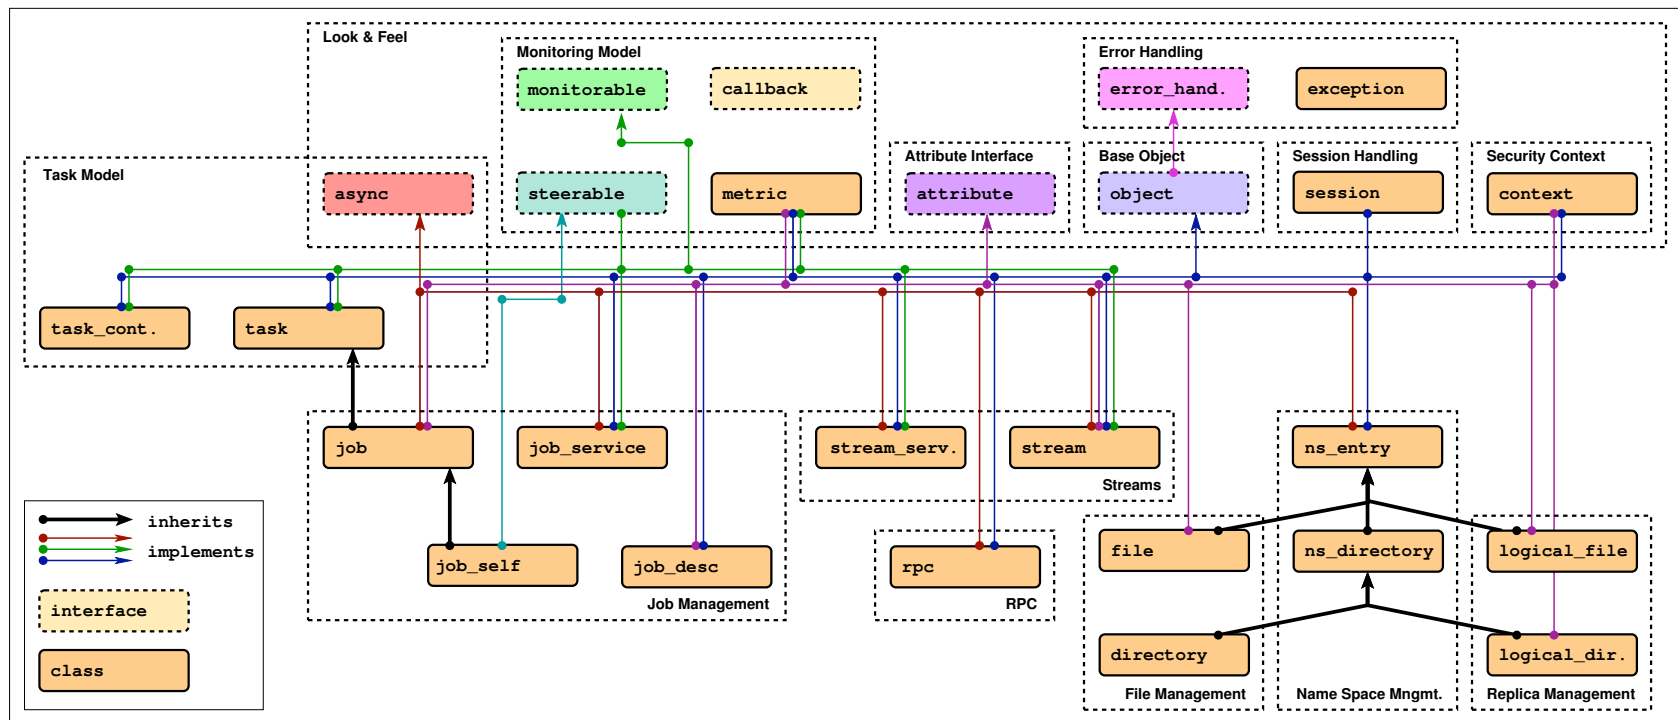 Look & Feel
Monitoring Model
Error Handling
monitorable
callback
error_hand.
exception
Task Model
Attribute Interface
Base Object
Session Handling
Security Context
async
steerable
metric
attribute
object
session
context
task_cont.
task
job
job_service
stream_serv.
stream
ns_entry
Streams
inherits
implements
job_self
job_desc
rpc
file
ns_directory
logical_file
interface
Job Management
RPC
class
directory
logical_dir.
File Management
Name Space Mngmt.
Replica Management